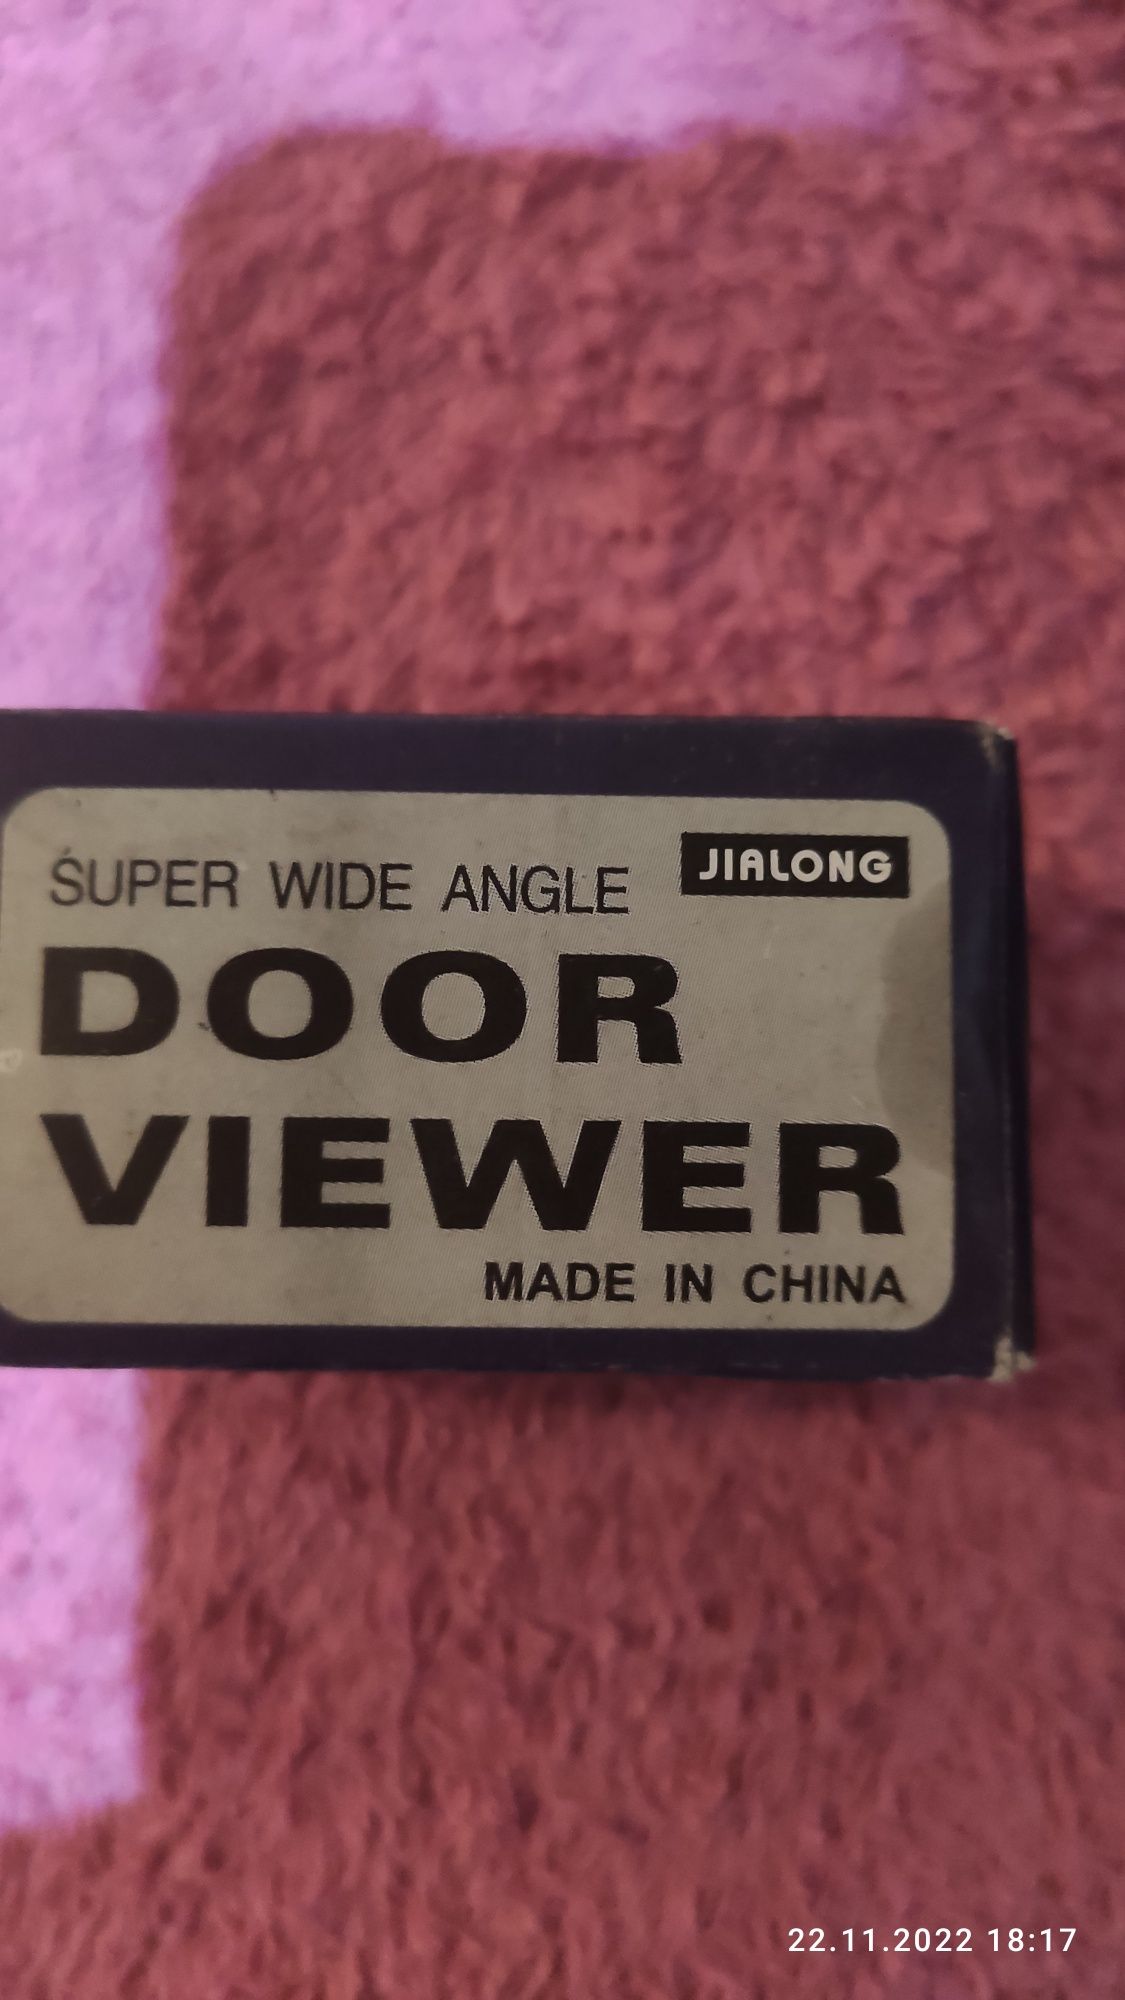 SUPER WIDE ANGLE JIALONG
DOOR
VIEWER
MADE IN CHINA
22.11.2022 18:17